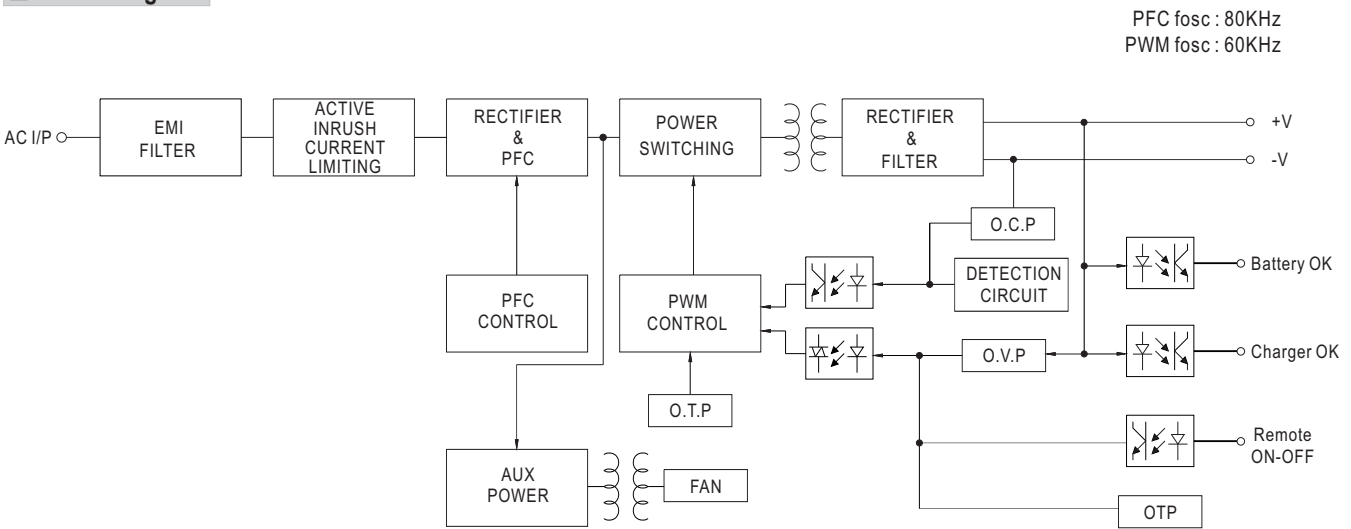 PFC fosc : 80KHz
PWM fosc : 60KHz
AC I/P
EMI
FILTER
ACTIVE
INRUSH
CURRENT
LIMITING
RECTIFIER
&
PFC
POWER
SWITCHING
RECTIFIER
&
FILTER
+V
-V
O.C.P
DETECTION
CIRCUIT
Battery OK
PFC
CONTROL
PWM
CONTROL
O.V.P
Charger OK
O.T.P
Remote
ON-OFF
AUX
POWER
FAN
OTP